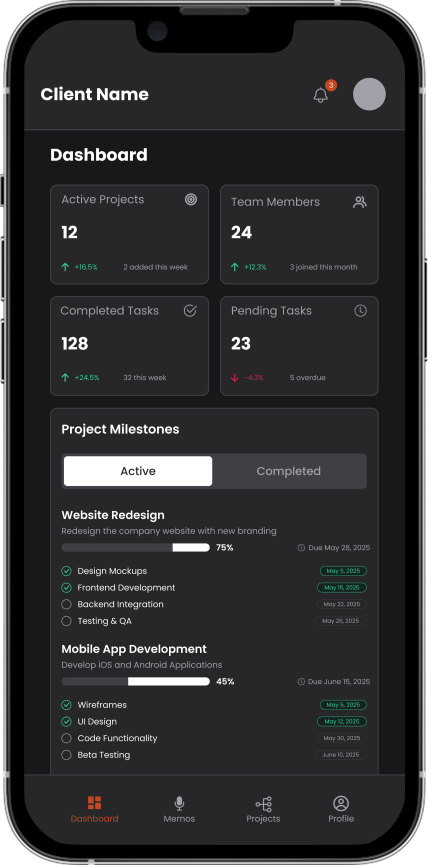 Client Name
3
Dashboard
Active Projects
12
+16.5% 2 added this week
Team Members
24
+12.3% 3 joined this month
Completed Tasks
128
+24.5% 32 this week
Pending Tasks
23
-4.3% 5 overdue
Project Milestones
Active Completed
Website Redesign
Redesign the company website with new branding
75% Due May 28, 2025
Design Mockups May 5, 2025
Frontend Development May 15, 2025
Backend Integration May 22, 2025
Testing & QA May 26, 2025
Mobile App Development
Develop iOS and Android Applications
45% Due June 15, 2025
Wireframes May 5, 2025
UI Design May 12, 2025
Code Functionality May 30, 2025
Beta Testing June 10, 2025
Dashboard Memos Projects Profile